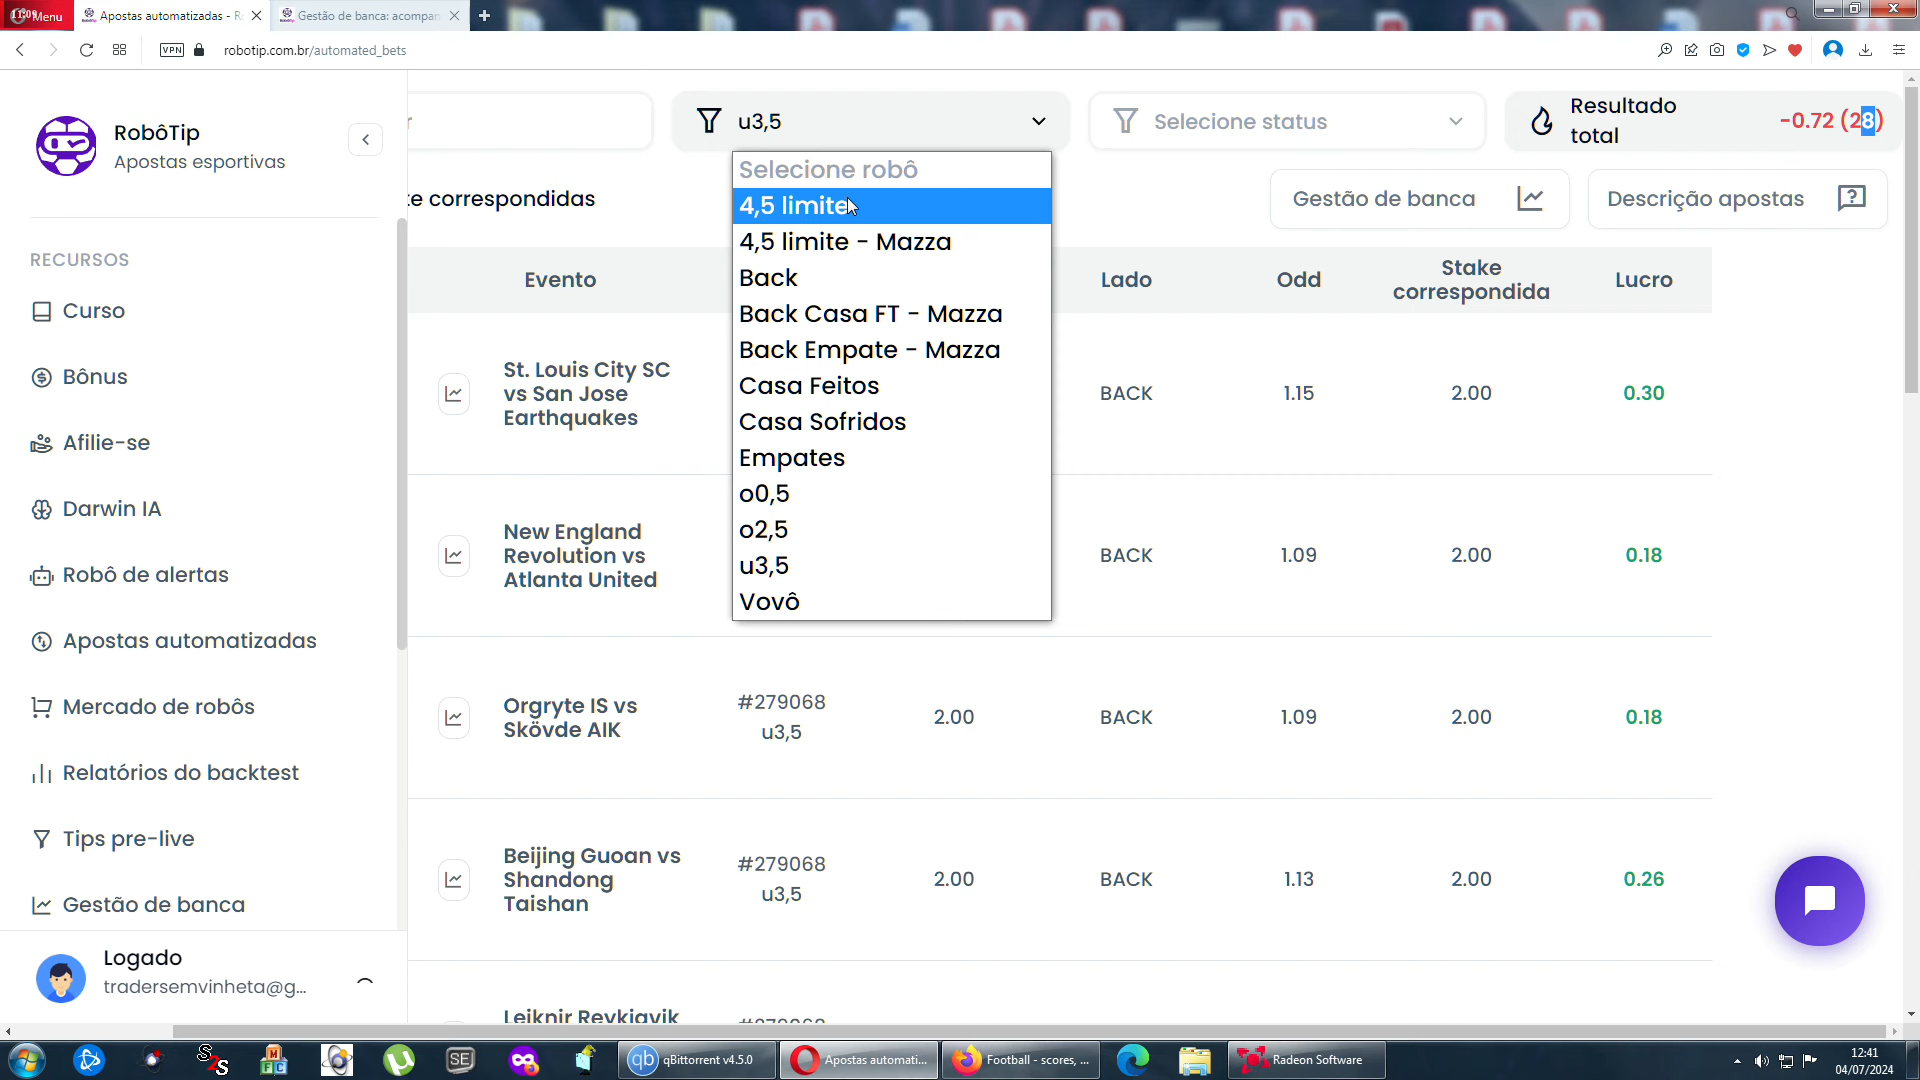 Menu
Apostas automatizadas - R
Gestão de banca: acompan
VPN
robotip.com.br/automated_bets
RobôTip
Apostas esportivas
RECURSOS
Curso
Bônus
Afilie-se
Darwin IA
Robô de alertas
Apostas automatizadas
Mercado de robôs
Relatórios do backtest
Tips pre-live
Gestão de banca
Logado
tradersemvinheta@g...
r
u3,5
Selecione status
Resultado
total
-0.72 (28)
te correspondidas
Gestão de banca
Descrição apostas
Selecione robô
4,5 limite
4,5 limite - Mazza
Back
Back Casa FT - Mazza
Back Empate - Mazza
Casa Feitos
Casa Sofridos
Empates
o0,5
o2,5
u3,5
Vovô
Evento
Lado
Odd
Stake
correspondida
Lucro
St. Louis City SC
vs San Jose
Earthquakes
BACK
1.15
2.00
0.30
New England
Revolution vs
Atlanta United
BACK
1.09
2.00
0.18
Orgryte IS vs
Skövde AIK
#279068
u3,5
2.00
BACK
1.09
2.00
0.18
Beijing Guoan vs
Shandong
Taishan
#279068
u3,5
2.00
BACK
1.13
2.00
0.26
Leiknir Reykjavik
#279068
qBittorrent v4.5.0
Apostas automati...
Football - scores, ...
Radeon Software
12:41
04/07/2024